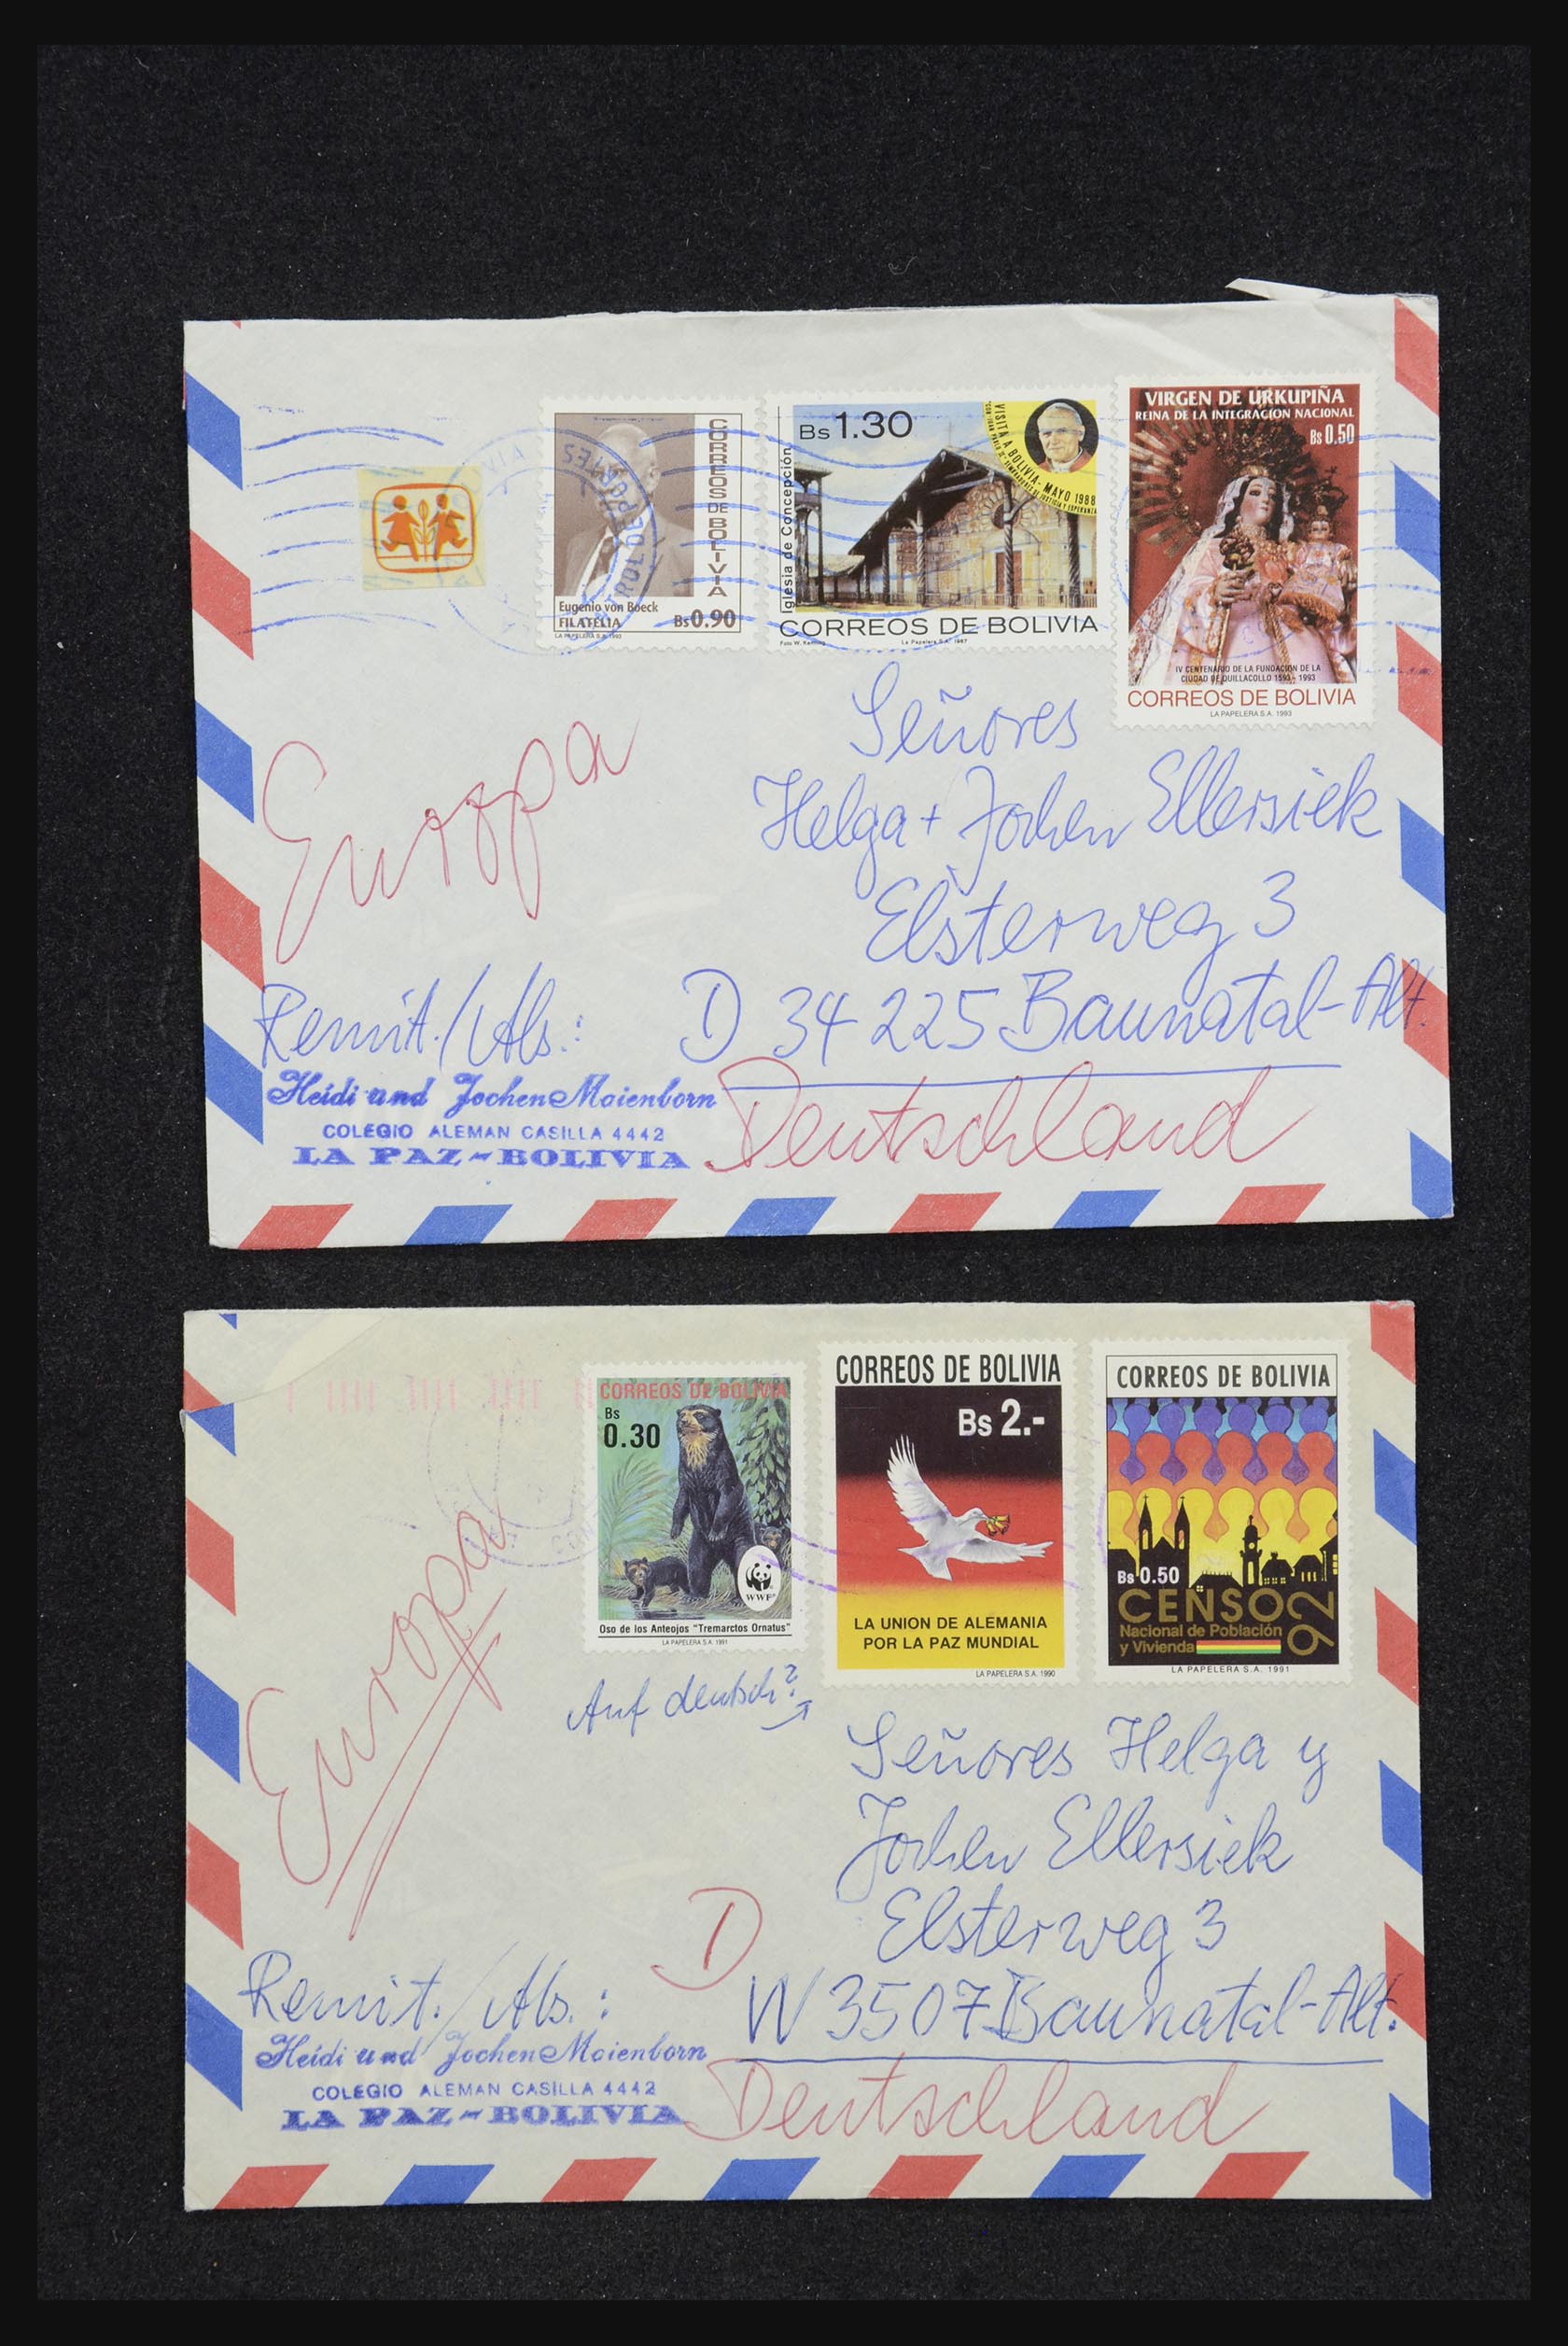 VIRGEN DE URKUPIÑA
REINA DE LA INTEGRACION NACIONAL
Bs 0.50
IV CENTENARIO DE LA FUNDACION DE LA
CIUDAD DE QUILLACOLLO 1593 - 1993
CORREOS DE BOLIVIA
LA PAPELERA S.A. 1993
Bs 1.30
VISITA A BOLIVIA - MAYO 1988
Iglesia de Concepción
CORREOS DE BOLIVIA
La Papelera S.A. 1987
CORREOS DE BOLIVIA
Eugenio von Boeck
FILATELIA
Bs 0.90
LA PAPELERA S.A. 1993
Señores
Helga + Jochen Ellersiek
Elsterweg 3
D 34225 Baunatal-Alt.
Deutschland
Europa
Remit./Abs.:
Heidi und Jochen Maienborn
COLEGIO ALEMAN CASILLA 4442
LA PAZ - BOLIVIA
CORREOS DE BOLIVIA
Bs
0.30
WWF
Oso de los Anteojos "Tremarctos Ornatus"
LA PAPELERA S.A. 1991
CORREOS DE BOLIVIA
Bs 2.-
LA UNION DE ALEMANIA
POR LA PAZ MUNDIAL
LA PAPELERA S.A. 1990
CORREOS DE BOLIVIA
Bs 0.50
CENSO 92
Nacional de Población
y Vivienda
LA PAPELERA S.A. 1991
Auf deutsch?
Europa
Señores Helga y
Jochen Ellersiek
Elsterweg 3
D
W 3507 Baunatal-Alt.
Deutschland
Remit./Abs.:
Heidi und Jochen Maienborn
COLEGIO ALEMAN CASILLA 4442
LA PAZ - BOLIVIA